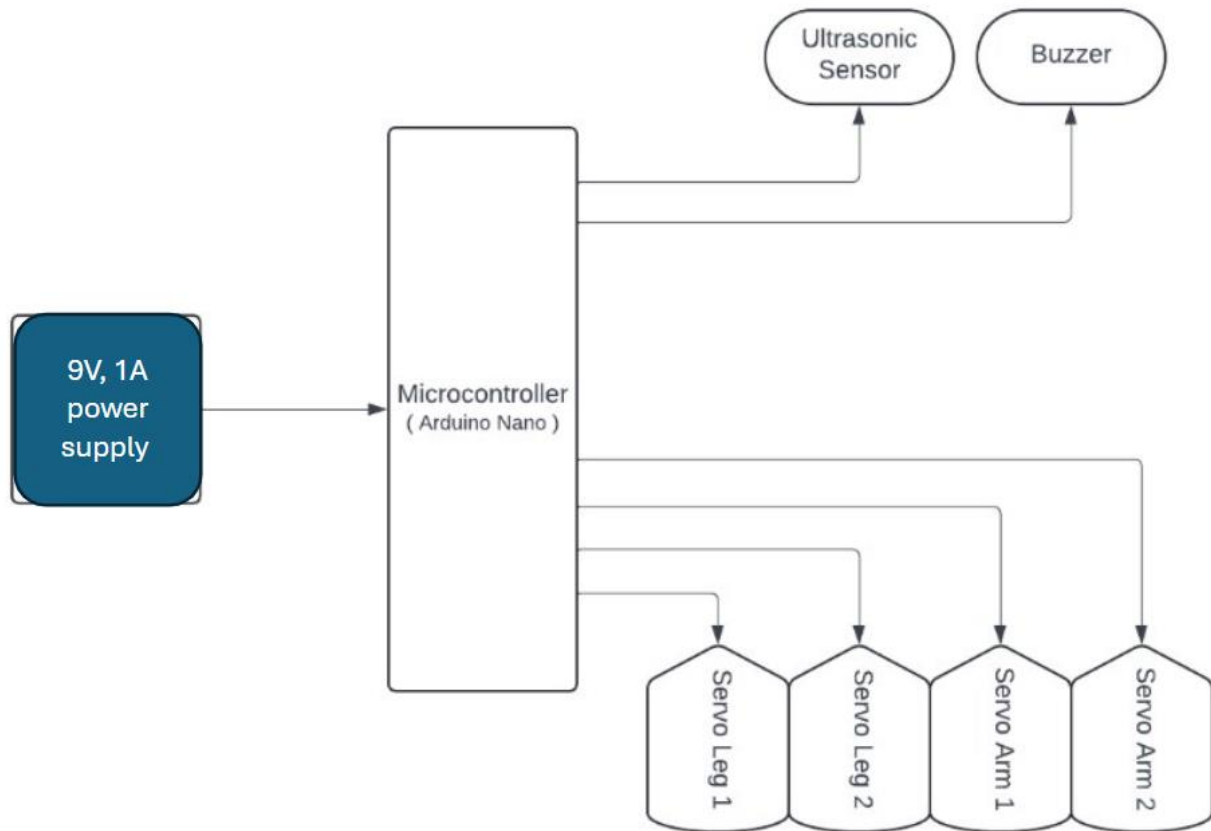 Ultrasonic
Sensor
Buzzer
9V, 1A
power
supply
Microcontroller
( Arduino Nano )
Servo Leg 1
Servo Leg 2
Servo Arm 1
Servo Arm 2